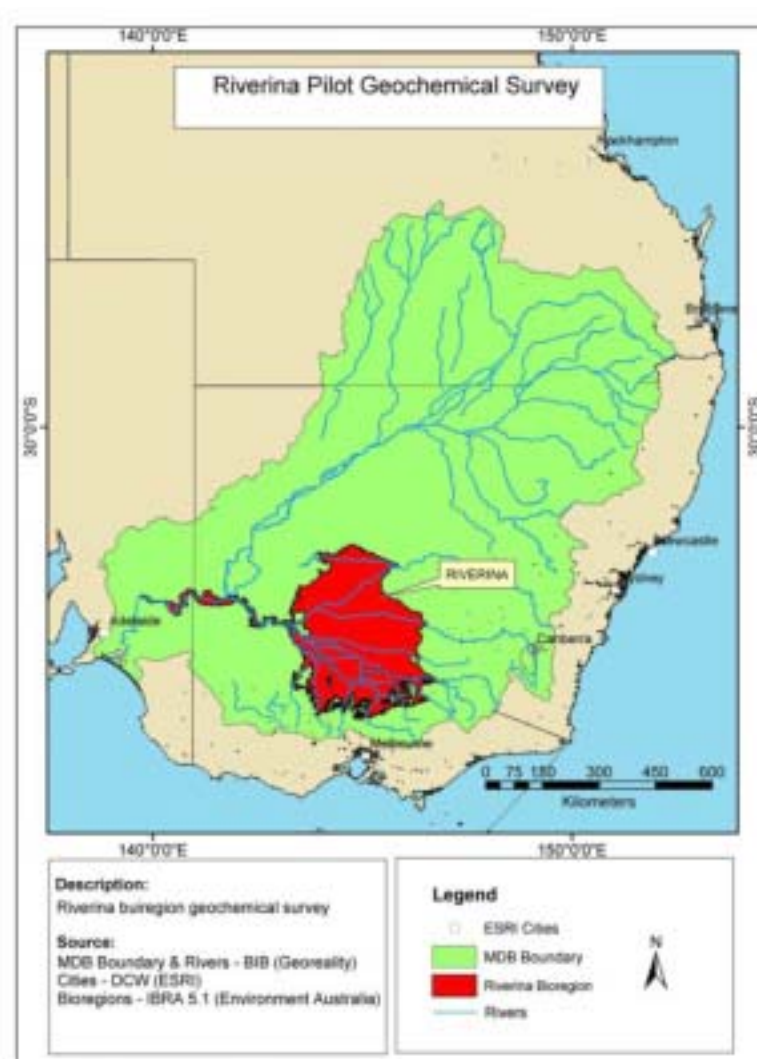 140°0'0"E 150°0'0"E
Riverina Pilot Geochemical Survey
Rockhampton
Brisbane
30°0'0"S 30°0'0"S
Newcastle
RIVERINA
Sydney
Adelaide
Canberra
Melbourne
0 75 150 300 450 600
Kilometers
140°0'0"E 150°0'0"E
Description:
Riverina buiregion geochemical survey
Source:
MDB Boundary & Rivers - BIB (Georeality)
Cities - DCW (ESRI)
Bioregions - IBRA 5.1 (Environment Australia)
Legend
ESRI Cities
MDB Boundary
Riverina Bioregion
Rivers
N